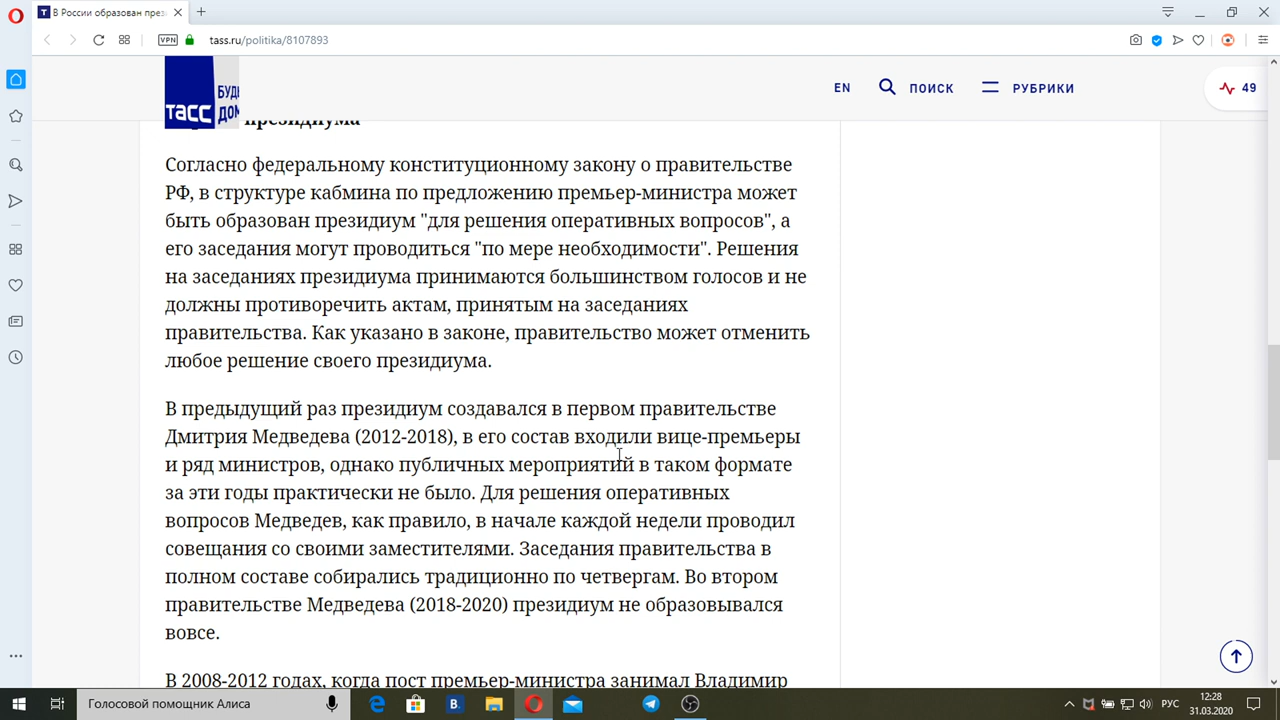 В России образован през
VPN
tass.ru/politika/8107893
ТАСС
БУДЬ
ДОМ
EN
ПОИСК
РУБРИКИ
49
президиума
Согласно федеральному конституционному закону о правительстве
РФ, в структуре кабмина по предложению премьер-министра может
быть образован президиум "для решения оперативных вопросов", а
его заседания могут проводиться "по мере необходимости". Решения
на заседаниях президиума принимаются большинством голосов и не
должны противоречить актам, принятым на заседаниях
правительства. Как указано в законе, правительство может отменить
любое решение своего президиума.
В предыдущий раз президиум создавался в первом правительстве
Дмитрия Медведева (2012-2018), в его состав входили вице-премьеры
и ряд министров, однако публичных мероприятий в таком формате
за эти годы практически не было. Для решения оперативных
вопросов Медведев, как правило, в начале каждой недели проводил
совещания со своими заместителями. Заседания правительства в
полном составе собирались традиционно по четвергам. Во втором
правительстве Медведева (2018-2020) президиум не образовывался
вовсе.
В 2008-2012 годах, когда пост премьер-министра занимал Владимир
Голосовой помощник Алиса
B.
РУС
12:28
31.03.2020